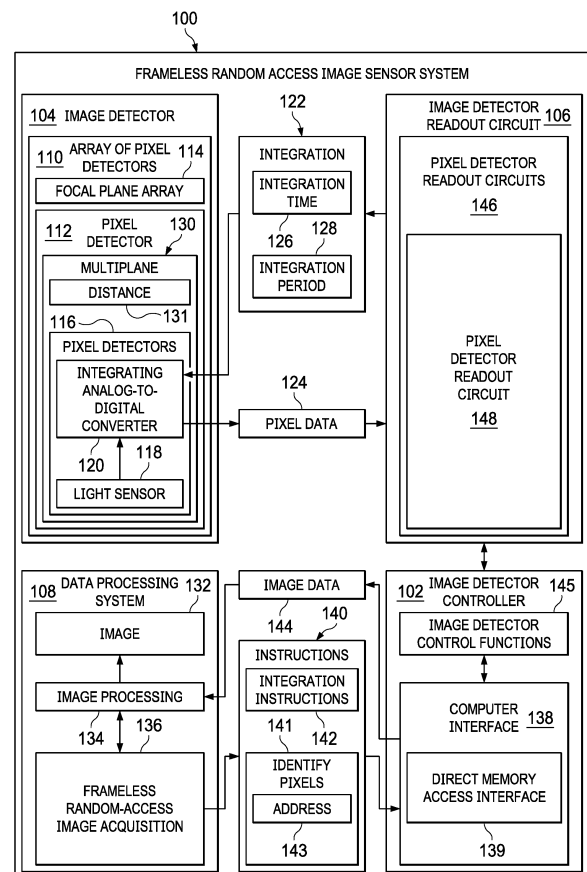 100
FRAMELESS RANDOM ACCESS IMAGE SENSOR SYSTEM
104 IMAGE DETECTOR
110 ARRAY OF PIXEL
DETECTORS 114
FOCAL PLANE ARRAY
112 PIXEL
DETECTOR 130
MULTIPLANE
DISTANCE
116 131
PIXEL DETECTORS
INTEGRATING
ANALOG-TO-
DIGITAL
CONVERTER
120 118
LIGHT SENSOR
122
INTEGRATION
INTEGRATION
TIME
126 128
INTEGRATION
PERIOD
124
PIXEL DATA
IMAGE DETECTOR
READOUT CIRCUIT 106
PIXEL DETECTOR
READOUT CIRCUITS
146
PIXEL
DETECTOR
READOUT
CIRCUIT
148
108 DATA PROCESSING
SYSTEM 132
IMAGE
IMAGE PROCESSING
134 136
FRAMELESS
RANDOM-ACCESS
IMAGE ACQUISITION
IMAGE DATA
144 140
INSTRUCTIONS
INTEGRATION
INSTRUCTIONS
141 142
IDENTIFY
PIXELS
ADDRESS
143
IMAGE DETECTOR
102 CONTROLLER 145
IMAGE DETECTOR
CONTROL FUNCTIONS
COMPUTER
INTERFACE 138
DIRECT MEMORY
ACCESS INTERFACE
139